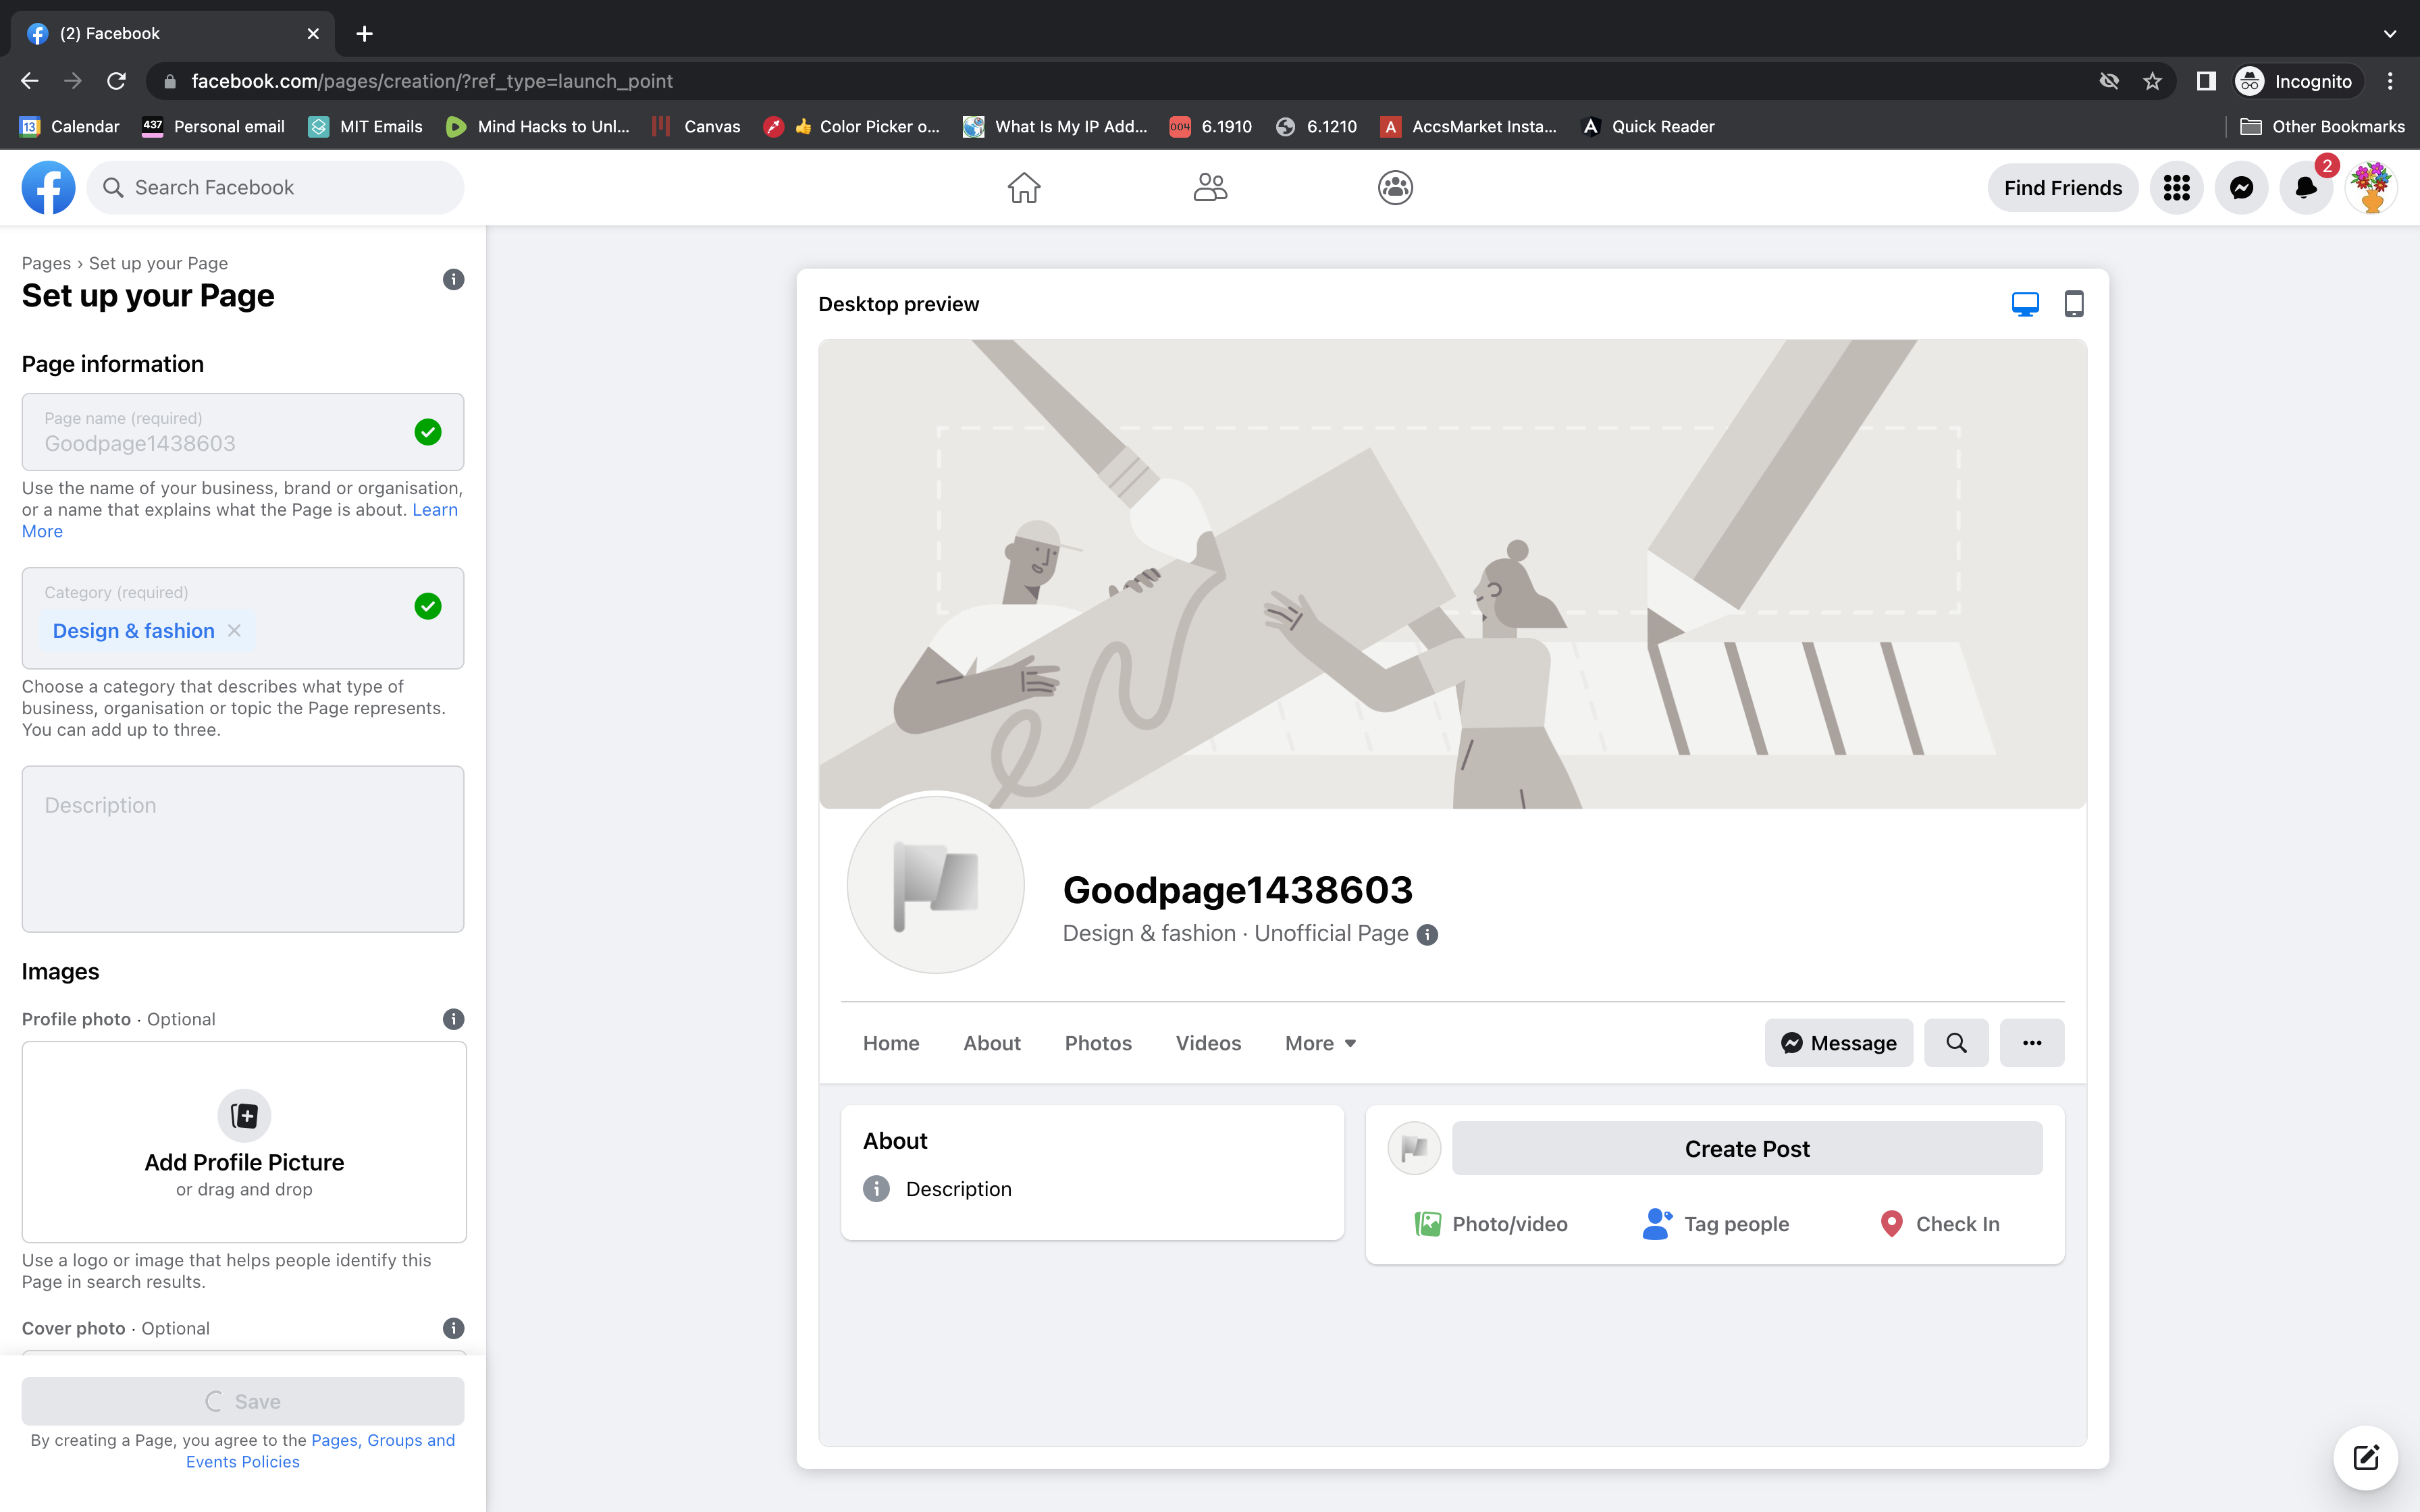 (2) Facebook
facebook.com/pages/creation/?ref_type=launch_point
Incognito
13 Calendar
437 Personal email
MIT Emails
Mind Hacks to Unl...
Canvas
👍 Color Picker o...
What Is My IP Add...
004 6.1910
6.1210
A AccsMarket Insta...
A Quick Reader
Other Bookmarks
Search Facebook
Find Friends
2
Pages › Set up your Page
Set up your Page
Page information
Page name (required)
Goodpage1438603
Use the name of your business, brand or organisation,
or a name that explains what the Page is about. Learn
More
Category (required)
Design & fashion
Choose a category that describes what type of
business, organisation or topic the Page represents.
You can add up to three.
Description
Images
Profile photo · Optional
Add Profile Picture
or drag and drop
Use a logo or image that helps people identify this
Page in search results.
Cover photo · Optional
Save
By creating a Page, you agree to the Pages, Groups and
Events Policies
Desktop preview
Goodpage1438603
Design & fashion · Unofficial Page
Home
About
Photos
Videos
More
Message
About
Description
Create Post
Photo/video
Tag people
Check In